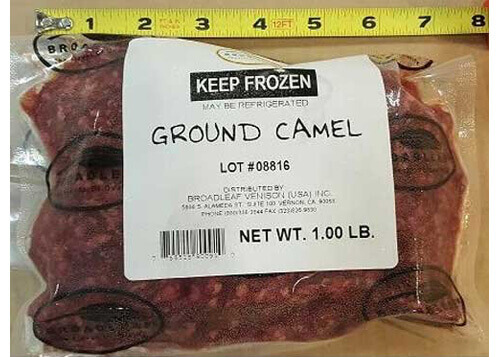 1 2 3 4 12FT 5 6 7 8
KEEP FROZEN
MAY BE REFRIGERATED
GROUND CAMEL
LOT #08816
DISTRIBUTED BY
BROADLEAF VENISON (USA) INC.
NET WT. 1.00 LB.